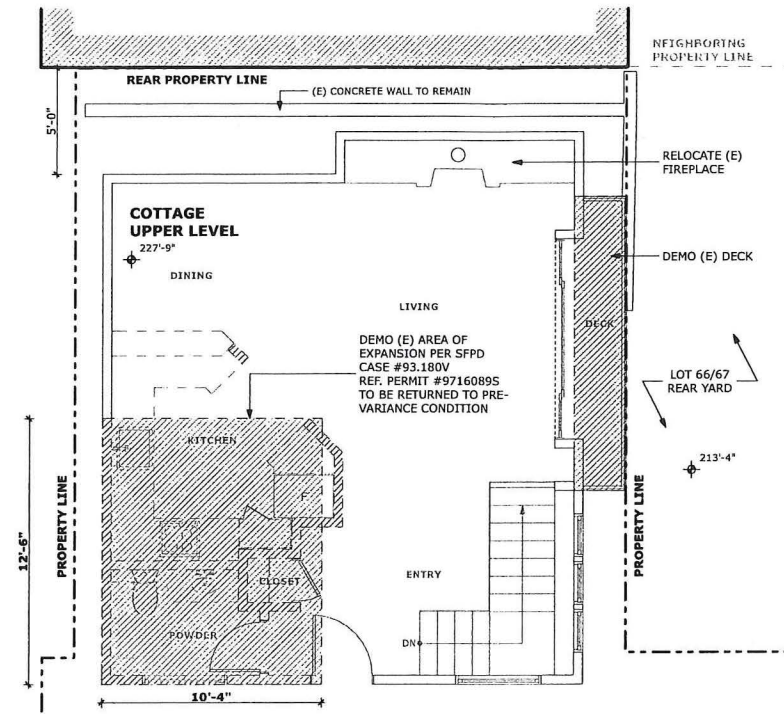 NEIGHBORING
PROPERTY LINE
REAR PROPERTY LINE
(E) CONCRETE WALL TO REMAIN
5'-0"
RELOCATE (E)
FIREPLACE
COTTAGE
UPPER LEVEL
227'-9"
DINING
DEMO (E) DECK
LIVING
DECK
DEMO (E) AREA OF
EXPANSION PER SFPD
CASE #93.180V
REF. PERMIT #9716089S
TO BE RETURNED TO PRE-
VARIANCE CONDITION
LOT 66/67
REAR YARD
KITCHEN
213'-4"
F
12'-6"
PROPERTY LINE
PROPERTY LINE
CLOSET
ENTRY
POWDER
DN
10'-4"